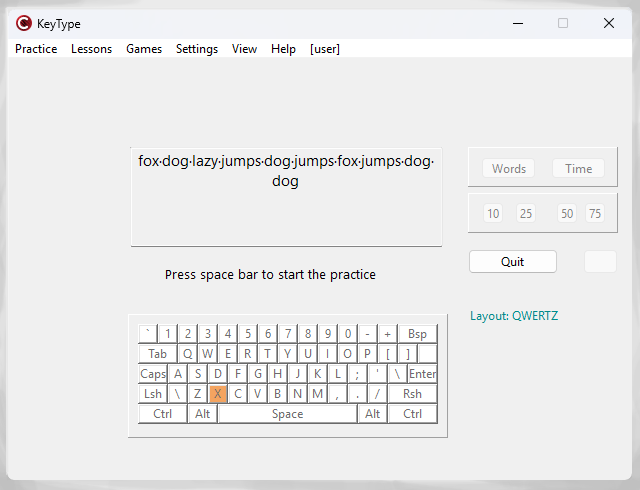 KeyType
Practice Lessons Games Settings View Help [user]
fox·dog·lazy·jumps·dog·jumps·fox·jumps·dog·
dog
Words Time
10 25 50 75
Press space bar to start the practice
Quit
Layout: QWERTZ
` 1 2 3 4 5 6 7 8 9 0 - + Bsp
Tab Q W E R T Y U I O P [ ]
Caps A S D F G H J K L ; ' \ Enter
Lsh \ Z X C V B N M , . / Rsh
Ctrl Alt Space Alt Ctrl